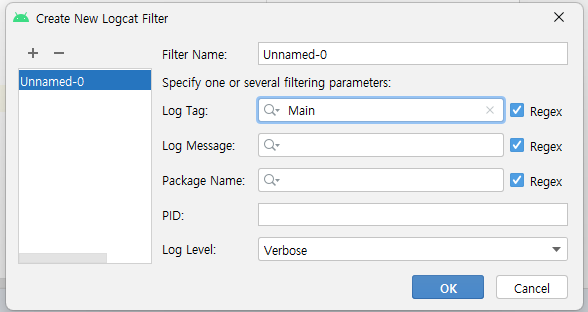 Create New Logcat Filter
Filter Name: Unnamed-0
Unnamed-0
Specify one or several filtering parameters:
Log Tag: Main Regex
Log Message: Regex
Package Name: Regex
PID:
Log Level: Verbose
OK Cancel